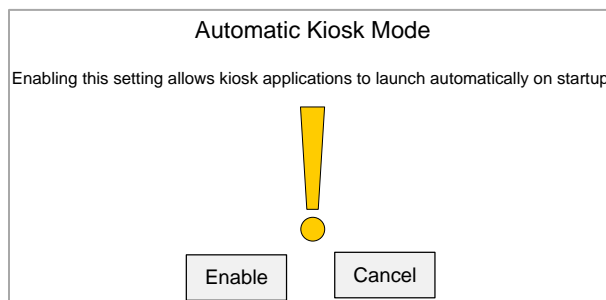 Automatic Kiosk Mode
Enabling this setting allows kiosk applications to launch automatically on startup
Enable
Cancel